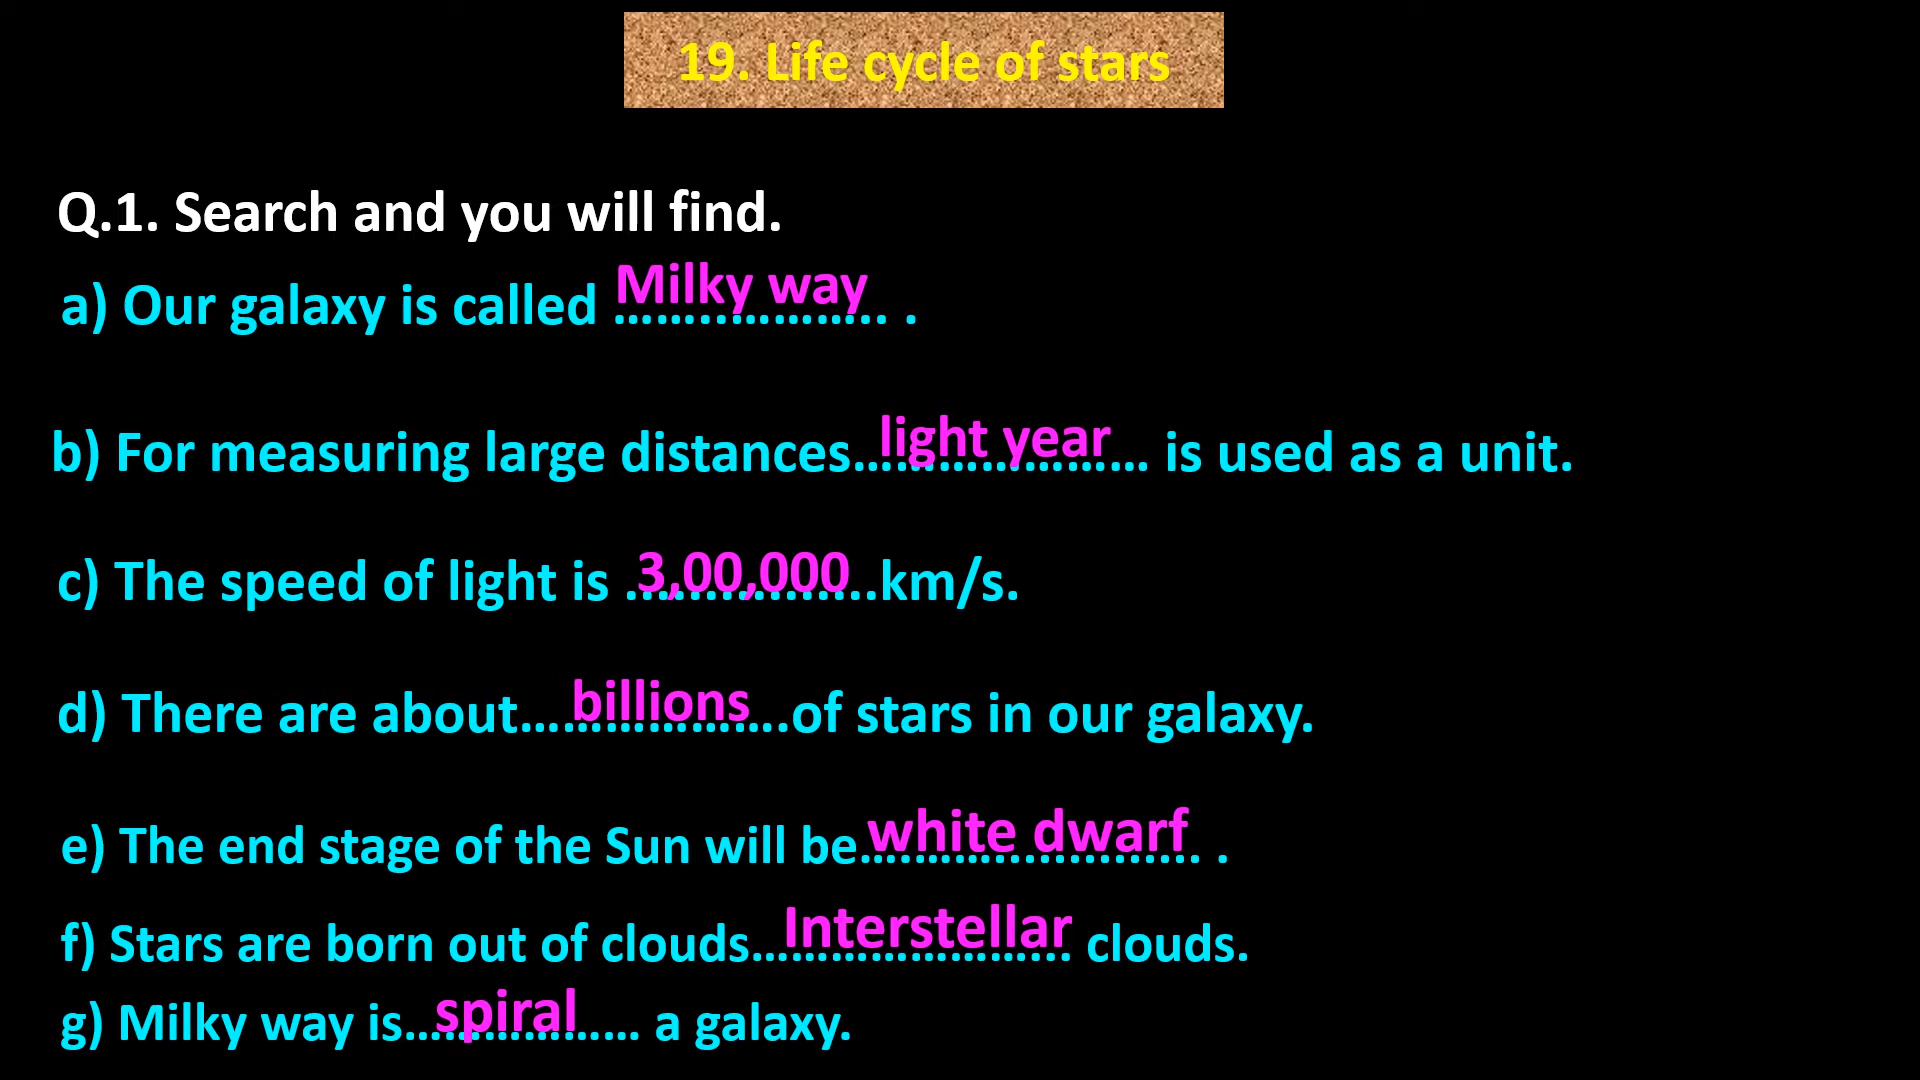 19. Life cycle of stars
Q.1. Search and you will find.
a) Our galaxy is called Milky way ...................... .
b) For measuring large distances light year ..................... is used as a unit.
c) The speed of light is 3,00,000 ................km/s.
d) There are about billions ...................of stars in our galaxy.
e) The end stage of the Sun will be white dwarf ........................ .
f) Stars are born out of clouds Interstellar ........................ clouds.
g) Milky way is spiral .................. a galaxy.